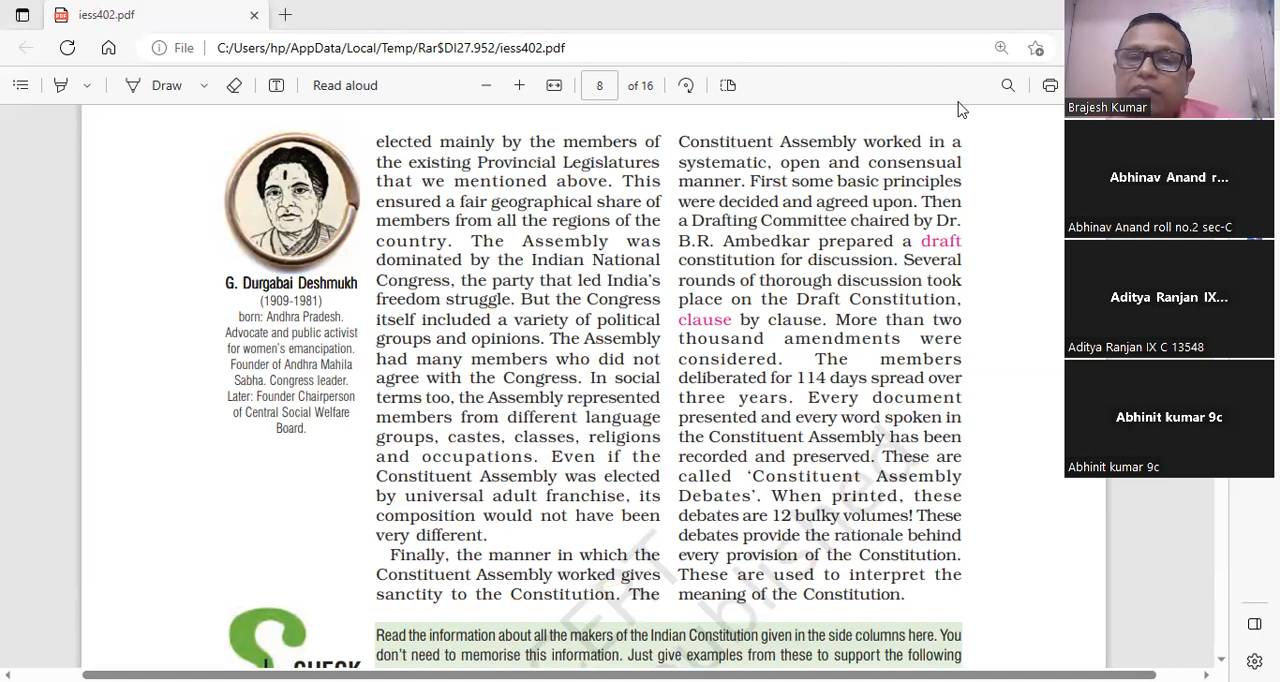 iess402.pdf
File
C:/Users/hp/AppData/Local/Temp/Rar$DI27.952/iess402.pdf
Draw
Read aloud
8
of 16
G. Durgabai Deshmukh
(1909-1981)
born: Andhra Pradesh.
Advocate and public activist
for women's emancipation.
Founder of Andhra Mahila
Sabha. Congress leader.
Later: Founder Chairperson
of Central Social Welfare
Board.
elected mainly by the members of
the existing Provincial Legislatures
that we mentioned above. This
ensured a fair geographical share of
members from all the regions of the
country. The Assembly was
dominated by the Indian National
Congress, the party that led India's
freedom struggle. But the Congress
itself included a variety of political
groups and opinions. The Assembly
had many members who did not
agree with the Congress. In social
terms too, the Assembly represented
members from different language
groups, castes, classes, religions
and occupations. Even if the
Constituent Assembly was elected
by universal adult franchise, its
composition would not have been
very different.
Finally, the manner in which the
Constituent Assembly worked gives
sanctity to the Constitution. The
Constituent Assembly worked in a
systematic, open and consensual
manner. First some basic principles
were decided and agreed upon. Then
a Drafting Committee chaired by Dr.
B.R. Ambedkar prepared a draft
constitution for discussion. Several
rounds of thorough discussion took
place on the Draft Constitution,
clause by clause. More than two
thousand amendments were
considered. The members
deliberated for 114 days spread over
three years. Every document
presented and every word spoken in
the Constituent Assembly has been
recorded and preserved. These are
called ‘Constituent Assembly
Debates’. When printed, these
debates are 12 bulky volumes! These
debates provide the rationale behind
every provision of the Constitution.
These are used to interpret the
meaning of the Constitution.
CHECK
Read the information about all the makers of the Indian Constitution given in the side columns here. You
don't need to memorise this information. Just give examples from these to support the following
Brajesh Kumar
Abhinav Anand r...
Abhinav Anand roll no.2 sec-C
Aditya Ranjan IX...
Aditya Ranjan IX C 13548
Abhinit kumar 9c
Abhinit kumar 9c